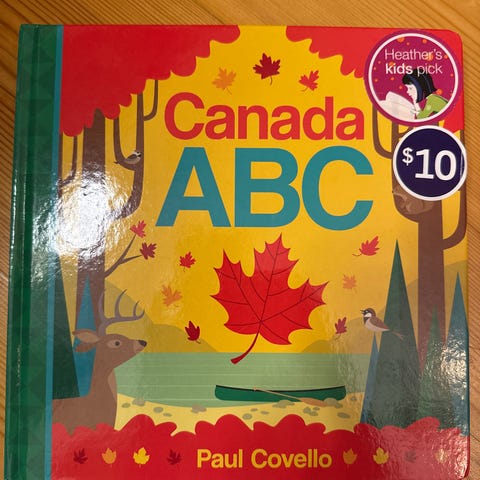 Heather's
kids pick
$10
Canada
ABC
Paul Covello